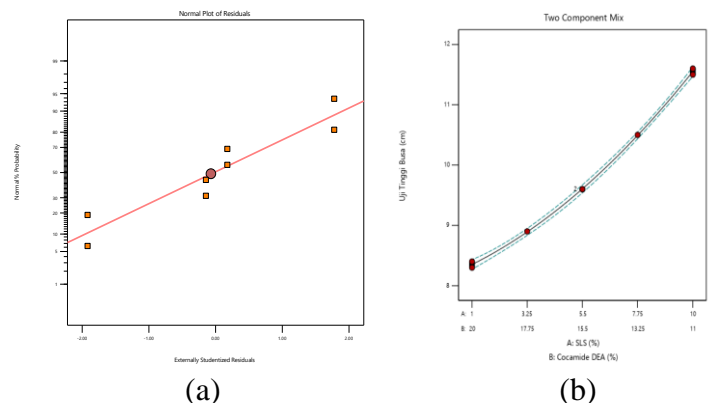 Normal Plot of Residuals
Normal % Probability
99
95
90
80
70
50
30
20
10
5
1
-2.00 -1.00 0.00 1.00 2.00
Externally Studentized Residuals
(a)
Two Component Mix
Uji Tinggi Busa (cm)
12
11
10
9
8
A: 1 3.25 5.5 7.75 10
B: 20 17.75 15.5 13.25 11
A: SLS (%)
B: Cocamide DEA (%)
(b)